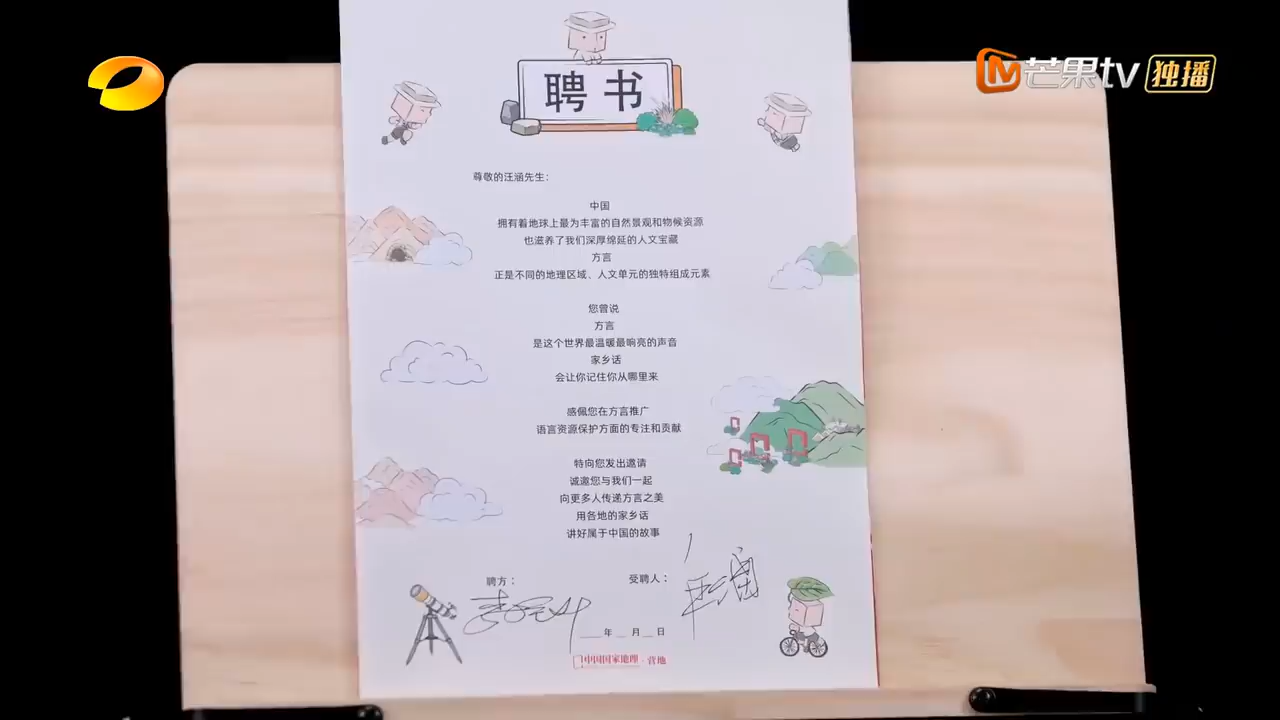 芒果tv 独播
聘书
尊敬的汪涵先生：
中国
拥有着地球上最为丰富的自然景观和物候资源
也滋养了我们深厚绵延的人文宝藏
方言
正是不同的地理区域、人文单元的独特组成元素
您曾说
方言
是这个世界最温暖最响亮的声音
家乡话
会让你记住你从哪里来
感佩您在方言推广
语言资源保护方面的专注和贡献
特向您发出邀请
诚邀您与我们一起
向更多人传递方言之美
用各地的家乡话
讲好属于中国的故事
聘方： 受聘人：
___年__月__日
中国国家地理·营地